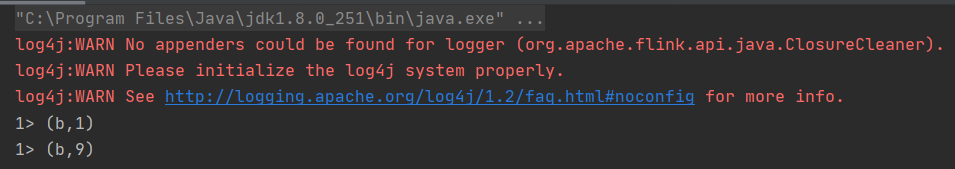 "C:\Program Files\Java\jdk1.8.0_251\bin\java.exe" ...
log4j:WARN No appenders could be found for logger (org.apache.flink.api.java.ClosureCleaner).
log4j:WARN Please initialize the log4j system properly.
log4j:WARN See http://logging.apache.org/log4j/1.2/faq.html#noconfig for more info.
1> (b,1)
1> (b,9)